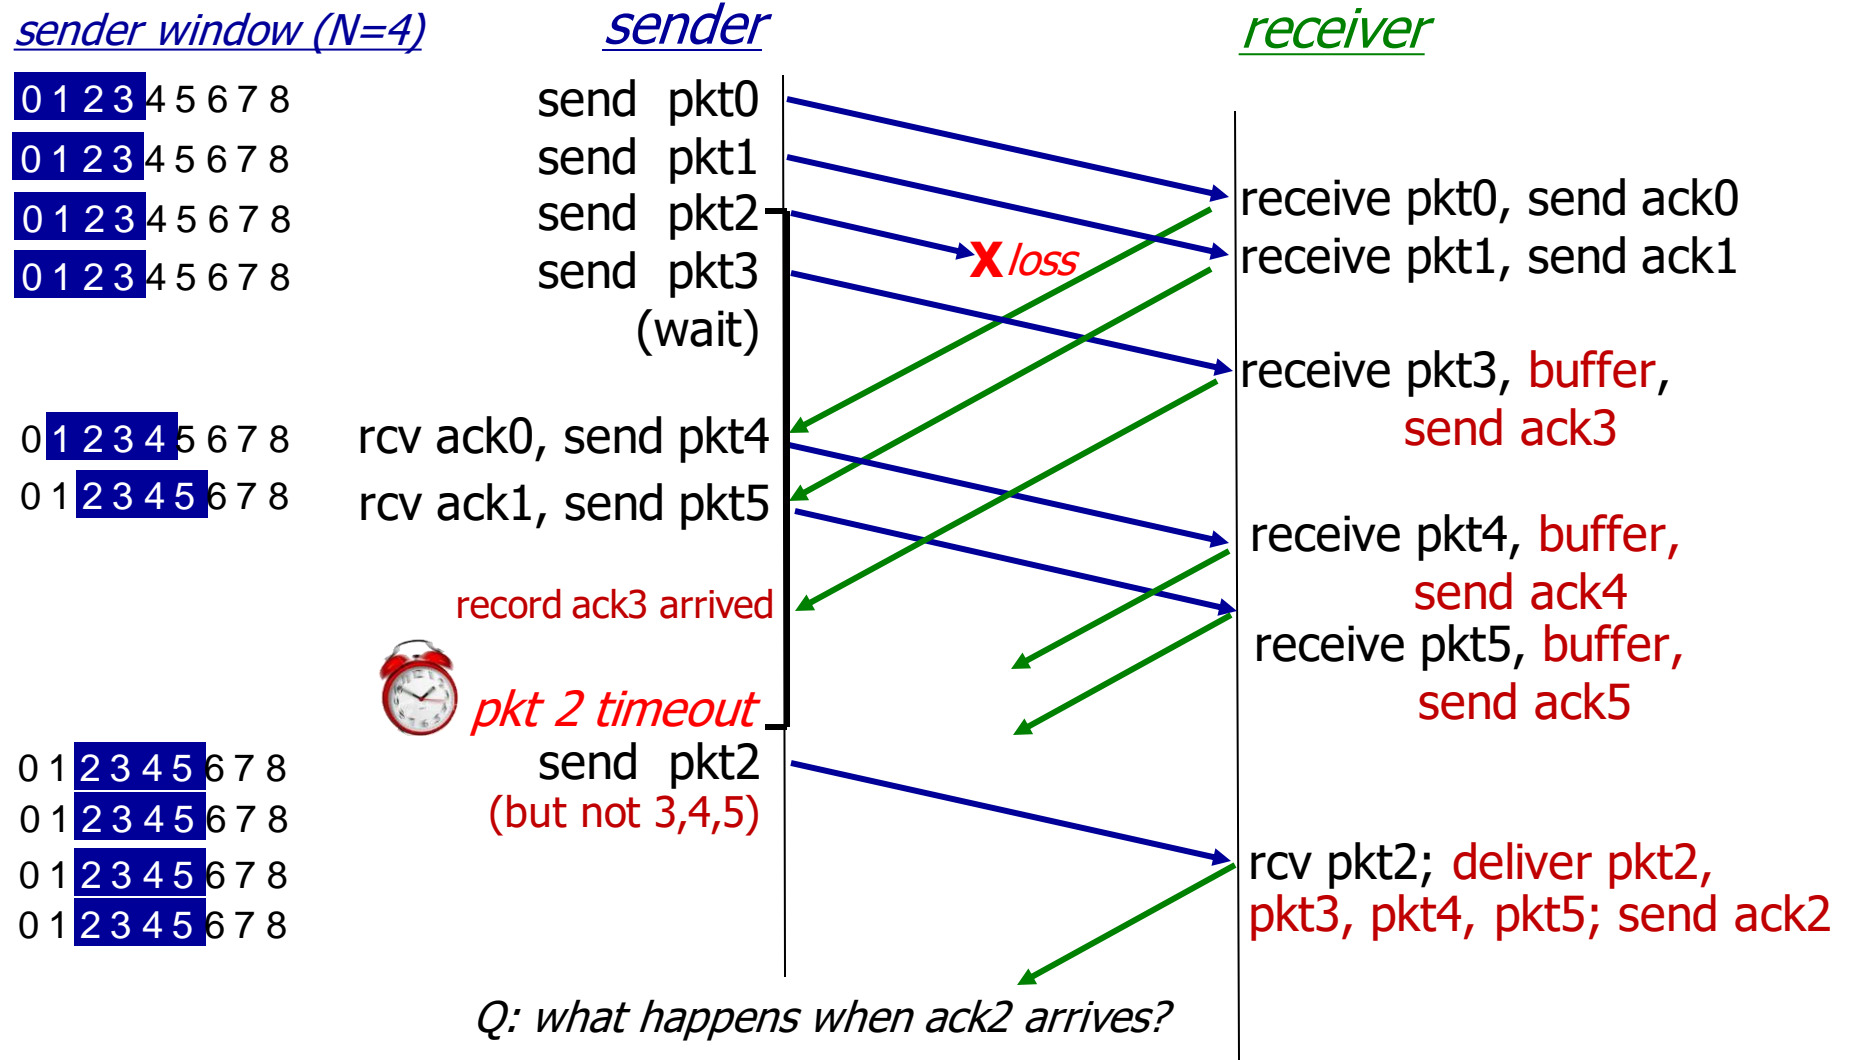 sender window (N=4)
sender
receiver
0 1 2 3 4 5 6 7 8
send pkt0
0 1 2 3 4 5 6 7 8
send pkt1
0 1 2 3 4 5 6 7 8
send pkt2
0 1 2 3 4 5 6 7 8
send pkt3
(wait)
X loss
receive pkt0, send ack0
receive pkt1, send ack1
receive pkt3, buffer,
send ack3
0 1 2 3 4 5 6 7 8
rcv ack0, send pkt4
0 1 2 3 4 5 6 7 8
rcv ack1, send pkt5
receive pkt4, buffer,
send ack4
receive pkt5, buffer,
send ack5
record ack3 arrived
pkt 2 timeout
0 1 2 3 4 5 6 7 8
send pkt2
0 1 2 3 4 5 6 7 8
(but not 3,4,5)
0 1 2 3 4 5 6 7 8
0 1 2 3 4 5 6 7 8
rcv pkt2; deliver pkt2,
pkt3, pkt4, pkt5; send ack2
Q: what happens when ack2 arrives?